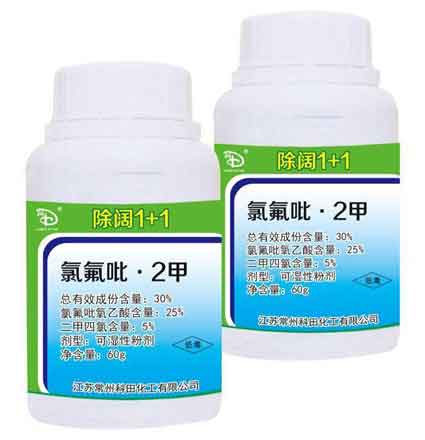 除阔1+1
氯氟吡·2甲
总有效成份含量：30%
氯氟吡氧乙酸含量：25%
二甲四氯含量：5%
剂型：可湿性粉剂
净含量：60g
低毒
江苏常州科田化工有限公司
除阔1+1
氯氟吡·2甲
总有效成份含量：30%
氯氟吡氧乙酸含量：25%
二甲四氯含量：5%
剂型：可湿性粉剂
净含量：60g
低毒
江苏常州科田化工有限公司